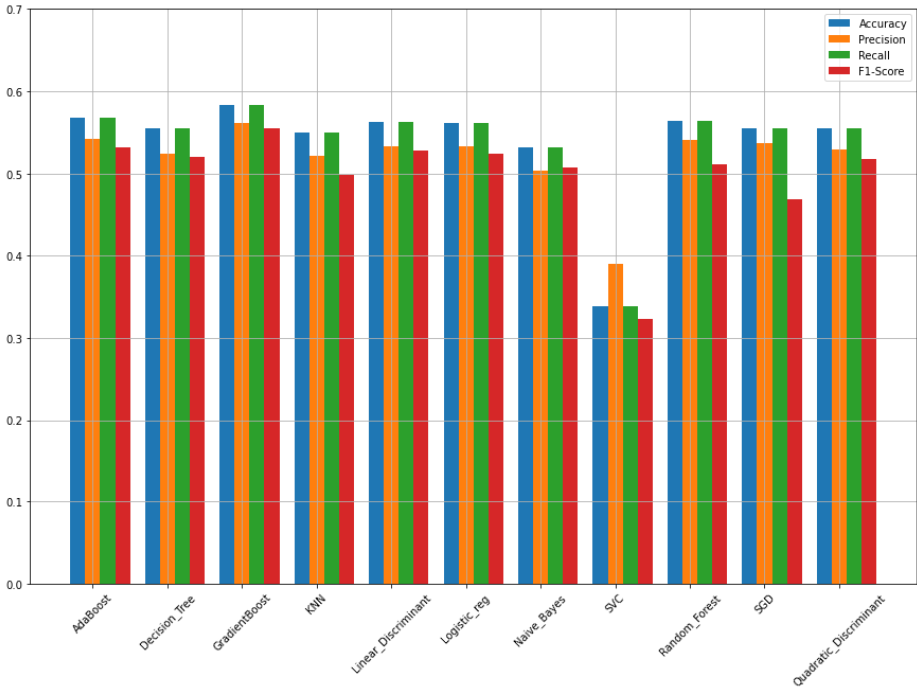 0.7
0.6
0.5
0.4
0.3
0.2
0.1
0.0
Accuracy
Precision
Recall
F1-Score
AdaBoost
Decision_Tree
GradientBoost
KNN
Linear_Discriminant
Logistic_reg
Naive_Bayes
SVC
Random_Forest
SGD
Quadratic_Discriminant